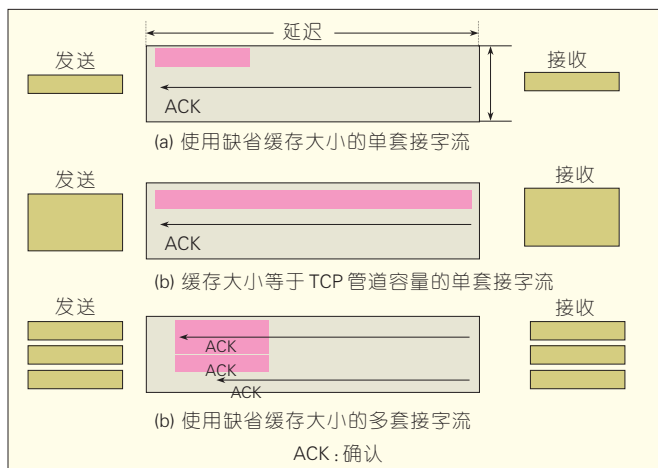 延迟
发送
接收
ACK
(a) 使用缺省缓存大小的单套接字流
发送
接收
ACK
(b) 缓存大小等于 TCP 管道容量的单套接字流
发送
接收
ACK
ACK
ACK
(b) 使用缺省缓存大小的多套接字流
ACK：确认